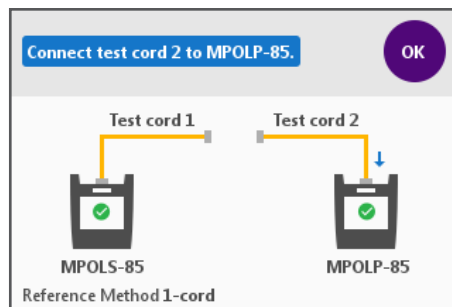 Connect test cord 2 to MPOLP-85.
OK
Test cord 1
Test cord 2
MPOLS-85
MPOLP-85
Reference Method 1-cord